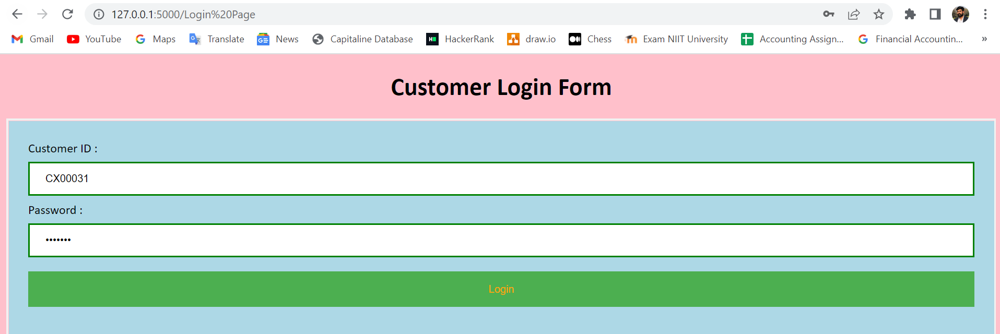 127.0.0.1:5000/Login%20Page
Gmail YouTube Maps Translate News Capitaline Database HackerRank draw.io Chess Exam NIIT University Accounting Assign... Financial Accountin... »
Customer Login Form
Customer ID :
CX00031
Password :
•••••••
Login